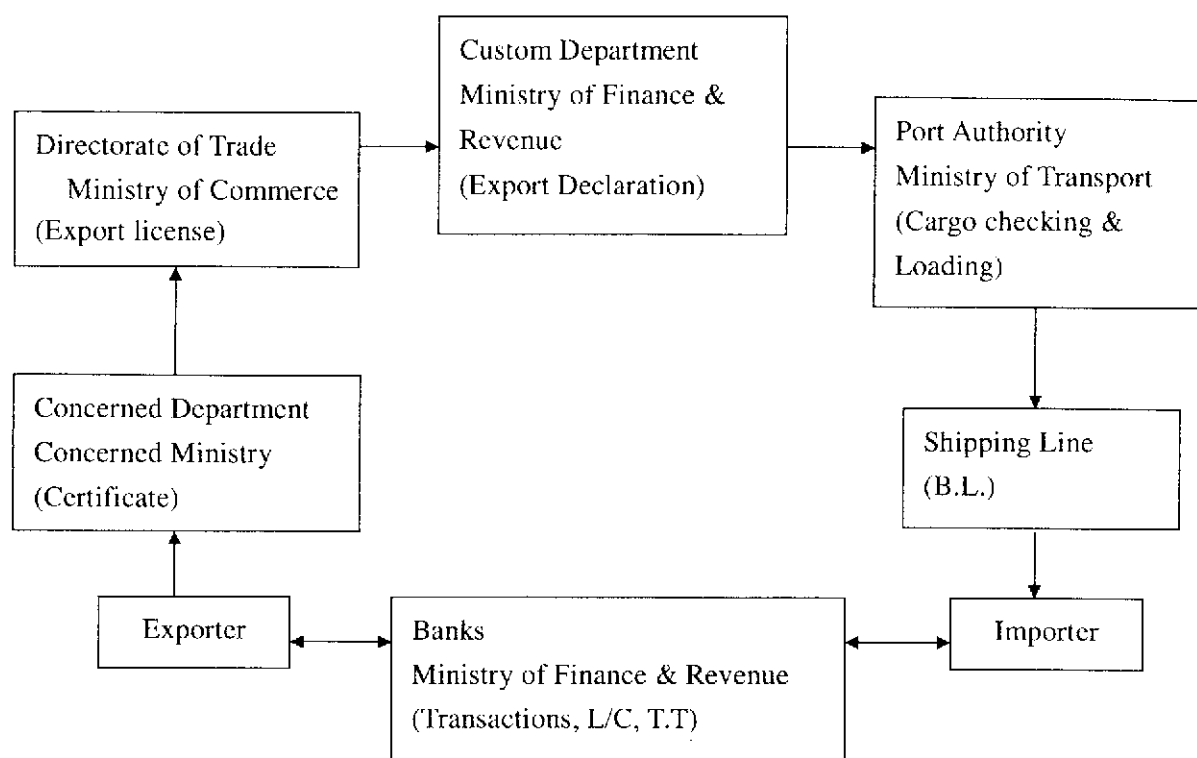 Custom Department
Ministry of Finance &
Revenue
(Export Declaration)
Directorate of Trade
Ministry of Commerce
(Export license)
Port Authority
Ministry of Transport
(Cargo checking &
Loading)
Concerned Department
Concerned Ministry
(Certificate)
Shipping Line
(B.L.)
Exporter
Banks
Ministry of Finance & Revenue
(Transactions, L/C, T.T)
Importer